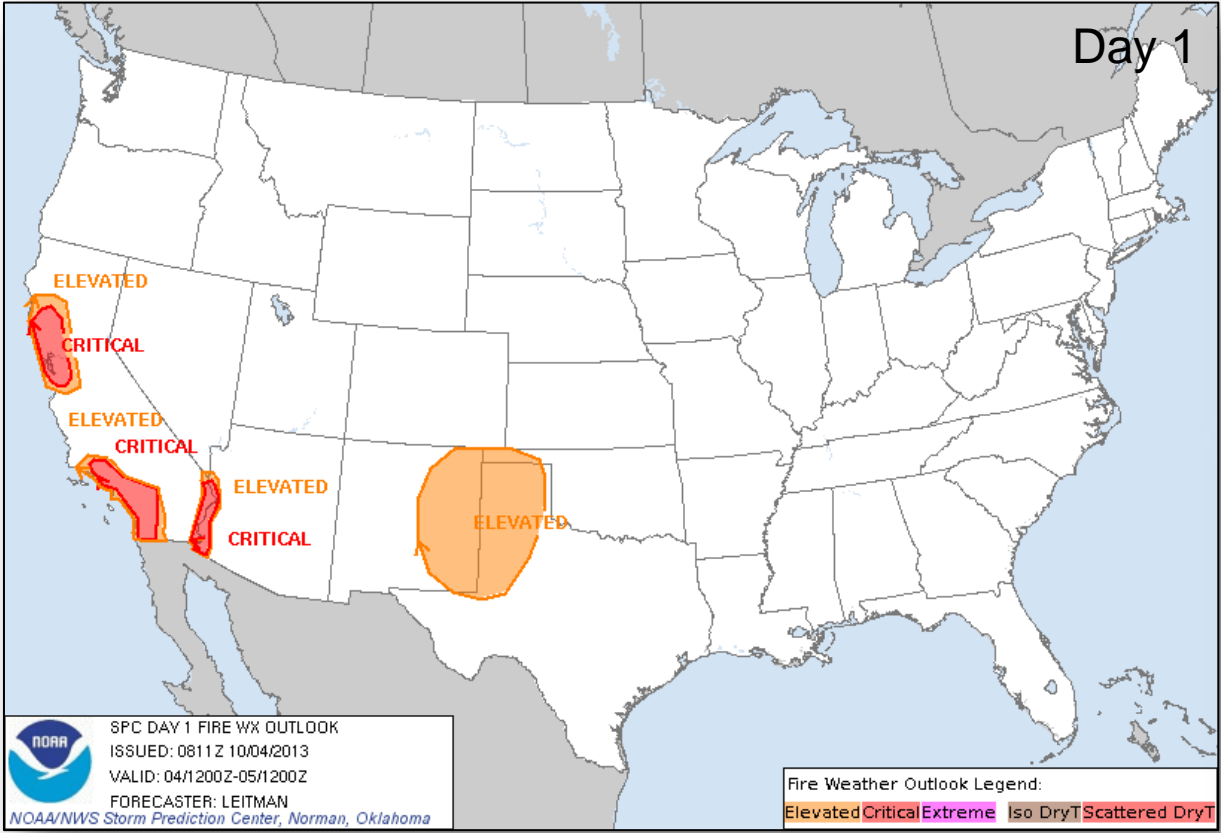 Day 1
ELEVATED
CRITICAL
ELEVATED
CRITICAL
ELEVATED
CRITICAL
ELEVATED
NOAA
SPC DAY 1 FIRE WX OUTLOOK
ISSUED: 0811Z 10/04/2013
VALID: 04/1200Z-05/1200Z
FORECASTER: LEITMAN
NOAA/NWS Storm Prediction Center, Norman, Oklahoma
Fire Weather Outlook Legend:
Elevated Critical Extreme Iso DryT Scattered DryT